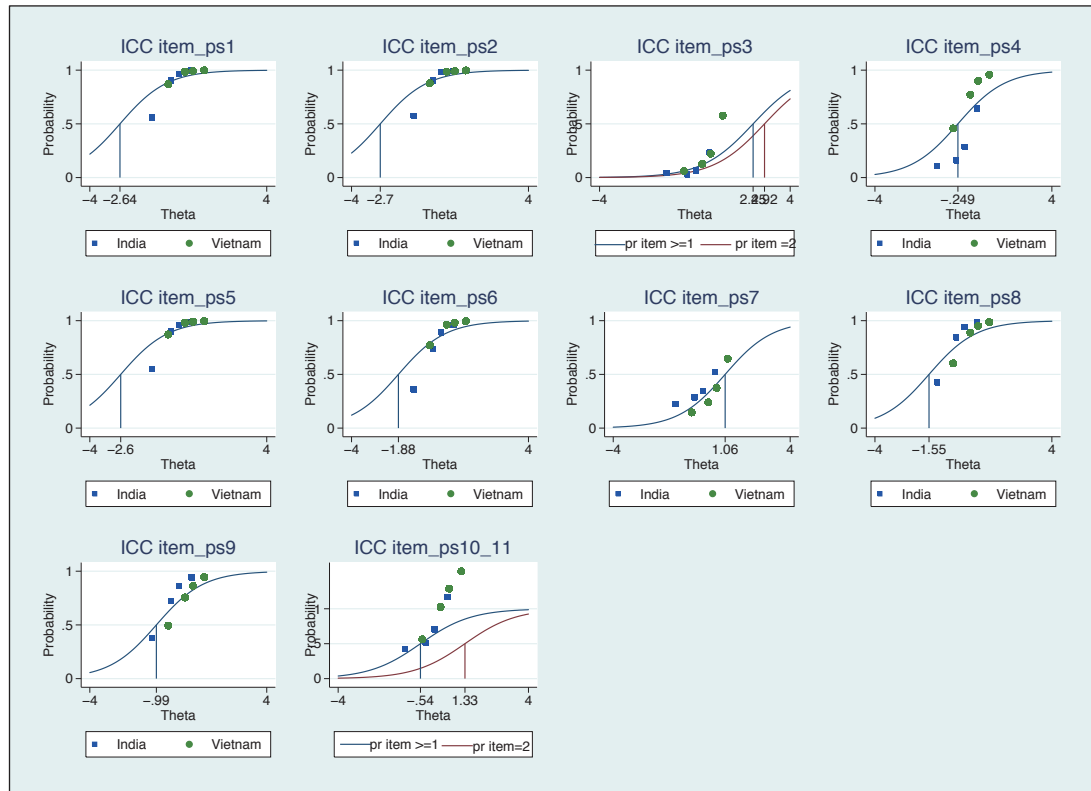 ICC item_ps1
Probability
1
.5
0
−4 −2.64 4
Theta
India Vietnam
ICC item_ps2
Probability
1
.5
0
−4 −2.7 4
Theta
India Vietnam
ICC item_ps3
Probability
1
.5
0
−4 4
Theta
pr item >=1 pr item =2
ICC item_ps4
Probability
1
.5
0
−4 −.249 4
Theta
India Vietnam
ICC item_ps5
Probability
1
.5
0
−4 −2.6 4
Theta
India Vietnam
ICC item_ps6
Probability
1
.5
0
−4 −1.88 4
Theta
India Vietnam
ICC item_ps7
Probability
1
.5
0
−4 1.06 4
Theta
India Vietnam
ICC item_ps8
Probability
1
.5
0
−4 −1.55 4
Theta
India Vietnam
ICC item_ps9
Probability
1
.5
0
−4 −.99 4
Theta
India Vietnam
ICC item_ps10_11
Probability
1
.5
0
−4 −.54 1.33 4
Theta
pr item >=1 pr item=2